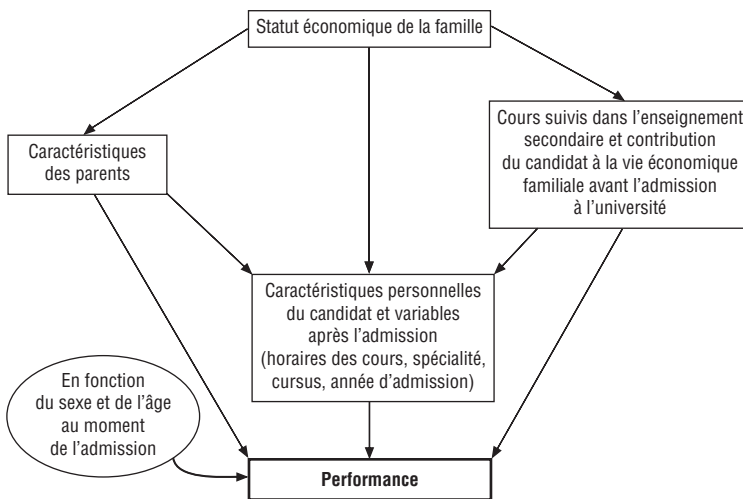 Statut économique de la famille
Caractéristiques
des parents
Cours suivis dans l’enseignement
secondaire et contribution
du candidat à la vie économique
familiale avant l’admission
à l’université
Caractéristiques personnelles
du candidat et variables
après l’admission
(horaires des cours, spécialité,
cursus, année d’admission)
En fonction
du sexe et de l’âge
au moment
de l’admission
Performance